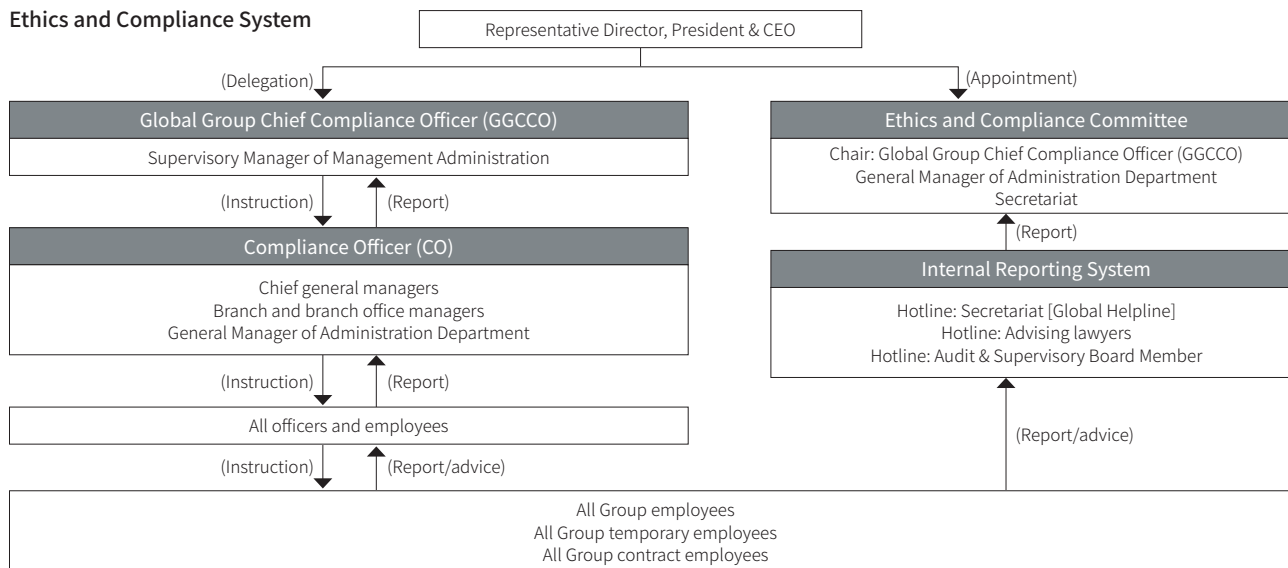 Ethics and Compliance System
Representative Director, President & CEO
(Delegation)
(Appointment)
Global Group Chief Compliance Officer (GGCCO)
Supervisory Manager of Management Administration
Ethics and Compliance Committee
Chair: Global Group Chief Compliance Officer (GGCCO)
General Manager of Administration Department
Secretariat
(Instruction)
(Report)
(Report)
Compliance Officer (CO)
Chief general managers
Branch and branch office managers
General Manager of Administration Department
Internal Reporting System
Hotline: Secretariat [Global Helpline]
Hotline: Advising lawyers
Hotline: Audit & Supervisory Board Member
(Instruction)
(Report)
All officers and employees
(Report/advice)
(Instruction)
(Report/advice)
All Group employees
All Group temporary employees
All Group contract employees